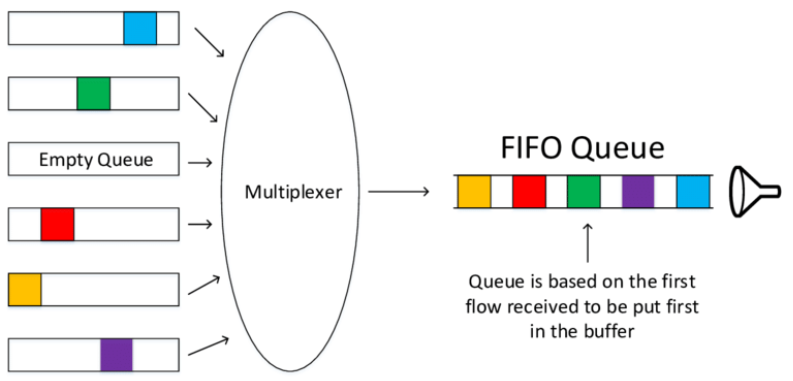 Empty Queue
Multiplexer
FIFO Queue
Queue is based on the first
flow received to be put first
in the buffer